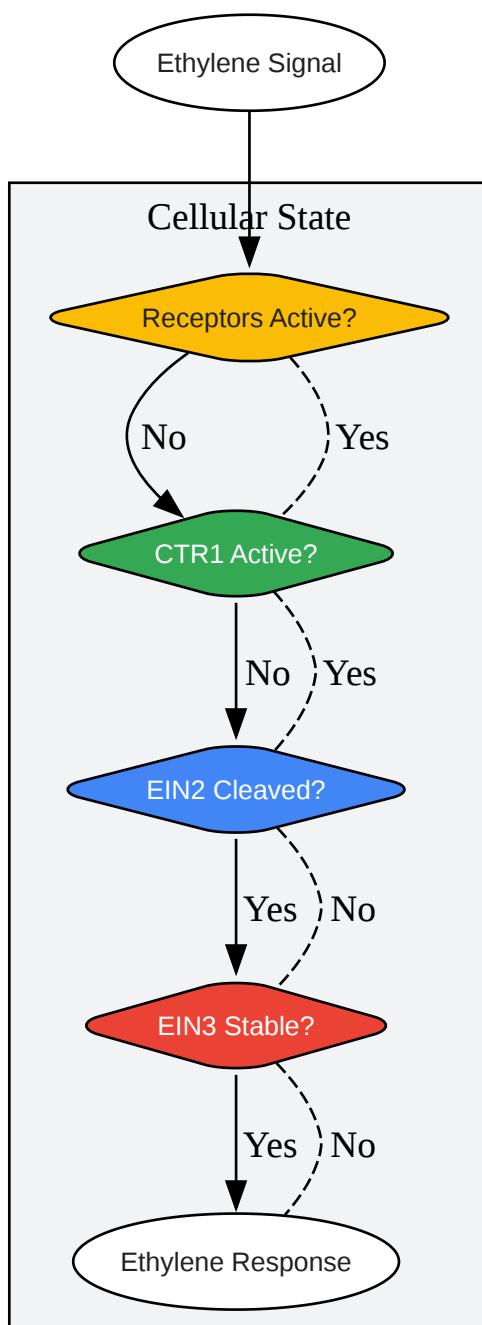 Ethylene Signal
Cellular State
Receptors Active?
No
Yes
CTR1 Active?
No
Yes
EIN2 Cleaved?
Yes
No
EIN3 Stable?
Yes
No
Ethylene Response